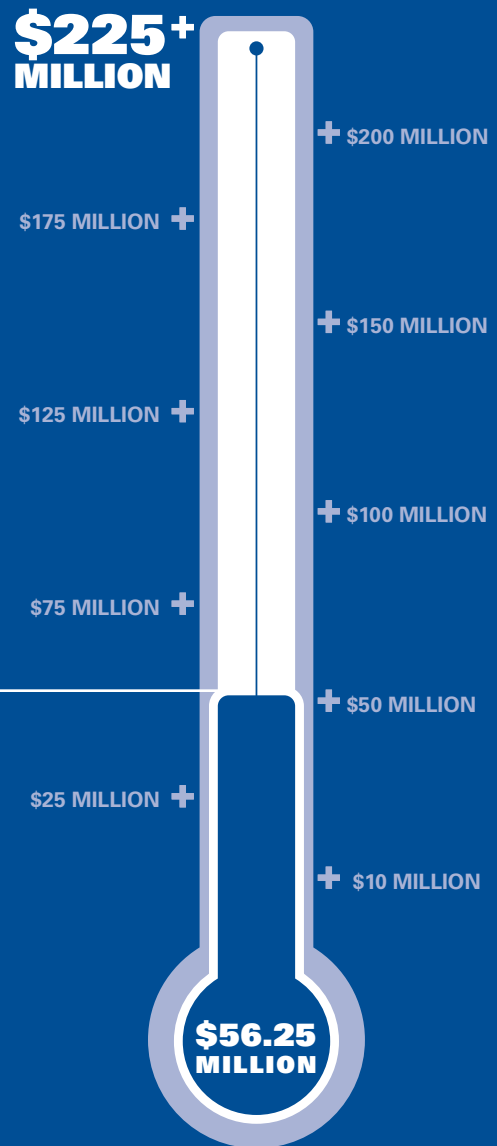 $225+
MILLION
+ $200 MILLION
$175 MILLION +
+ $150 MILLION
$125 MILLION +
+ $100 MILLION
$75 MILLION +
+ $50 MILLION
$25 MILLION +
+ $10 MILLION
$56.25
MILLION